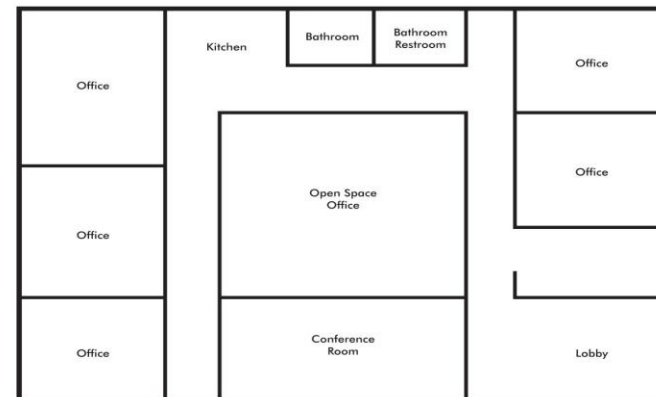 Kitchen
Bathroom
Bathroom
Restroom
Office
Office
Office
Open Space
Office
Office
Office
Conference
Room
Lobby